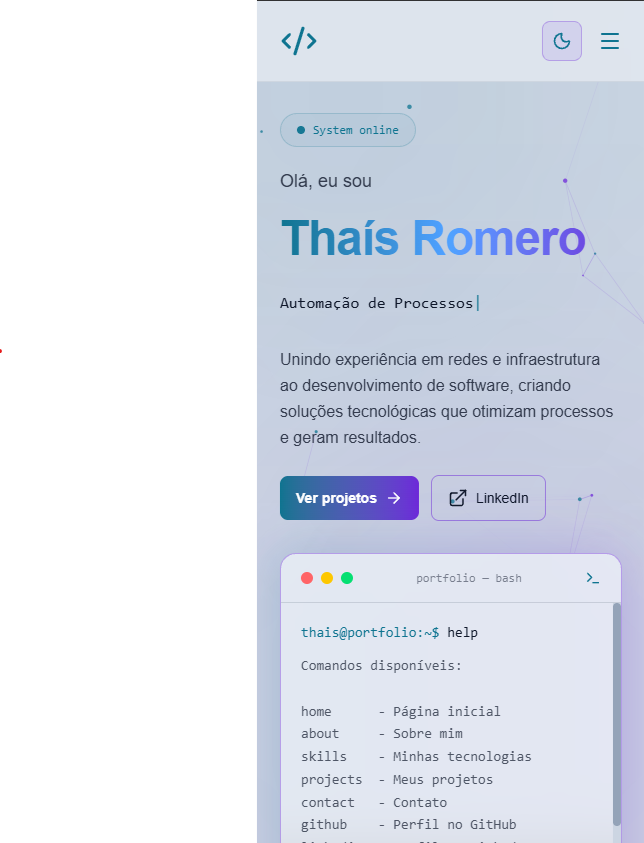 </>
System online
Olá, eu sou
Thaís Romero
Automação de Processos|
Unindo experiência em redes e infraestrutura
ao desenvolvimento de software, criando
soluções tecnológicas que otimizam processos
e geram resultados.
Ver projetos →
LinkedIn
portfolio — bash
thais@portfolio:~$ help
Comandos disponíveis:
home - Página inicial
about - Sobre mim
skills - Minhas tecnologias
projects - Meus projetos
contact - Contato
github - Perfil no GitHub